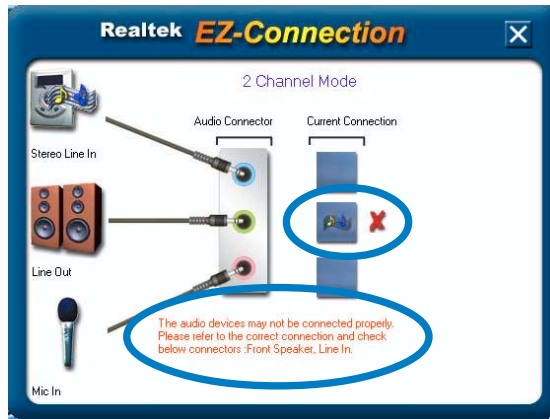 Realtek EZ-Connection
2 Channel Mode
Audio Connector
Current Connection
Stereo Line In
Line Out
The audio devices may not be connected properly.
Please refer to the correct connection and check
below connectors :Front Speaker, Line In.
Mic In